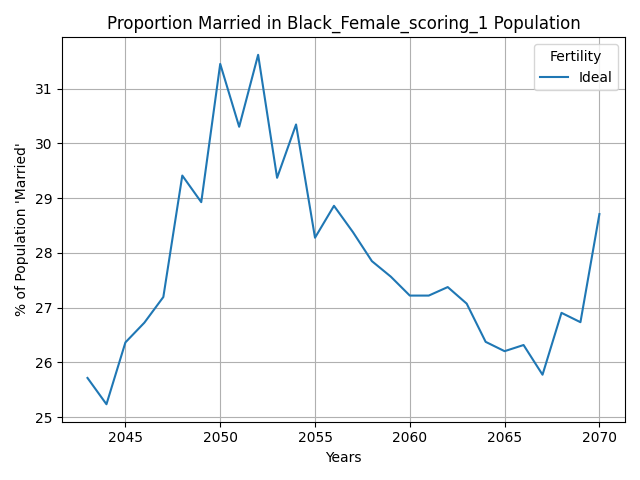 Proportion Married in Black_Female_scoring_1 Population
Fertility
Ideal
% of Population 'Married'
31
30
29
28
27
26
25
2045
2050
2055
2060
2065
2070
Years